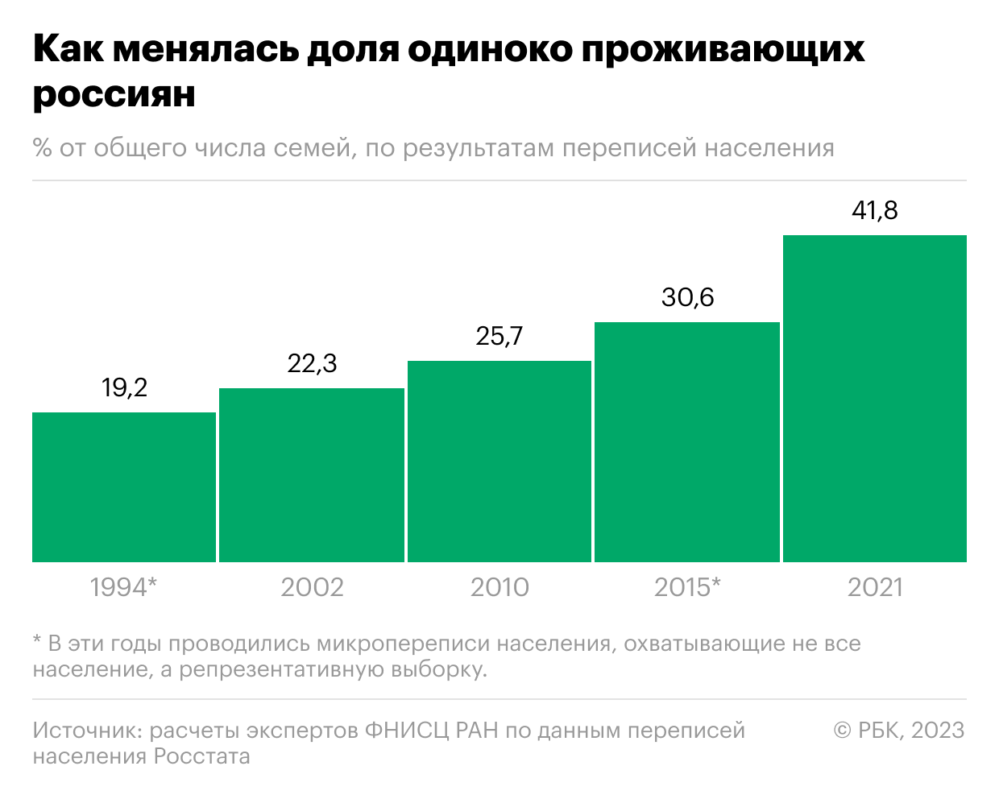 Как менялась доля одиноко проживающих
россиян
% от общего числа семей, по результатам переписей населения
19,2
22,3
25,7
30,6
41,8
1994*
2002
2010
2015*
2021
* В эти годы проводились микропереписи населения, охватывающие не все
население, а репрезентативную выборку.
Источник: расчеты экспертов ФНИСЦ РАН по данным переписей
населения Росстата
© РБК, 2023